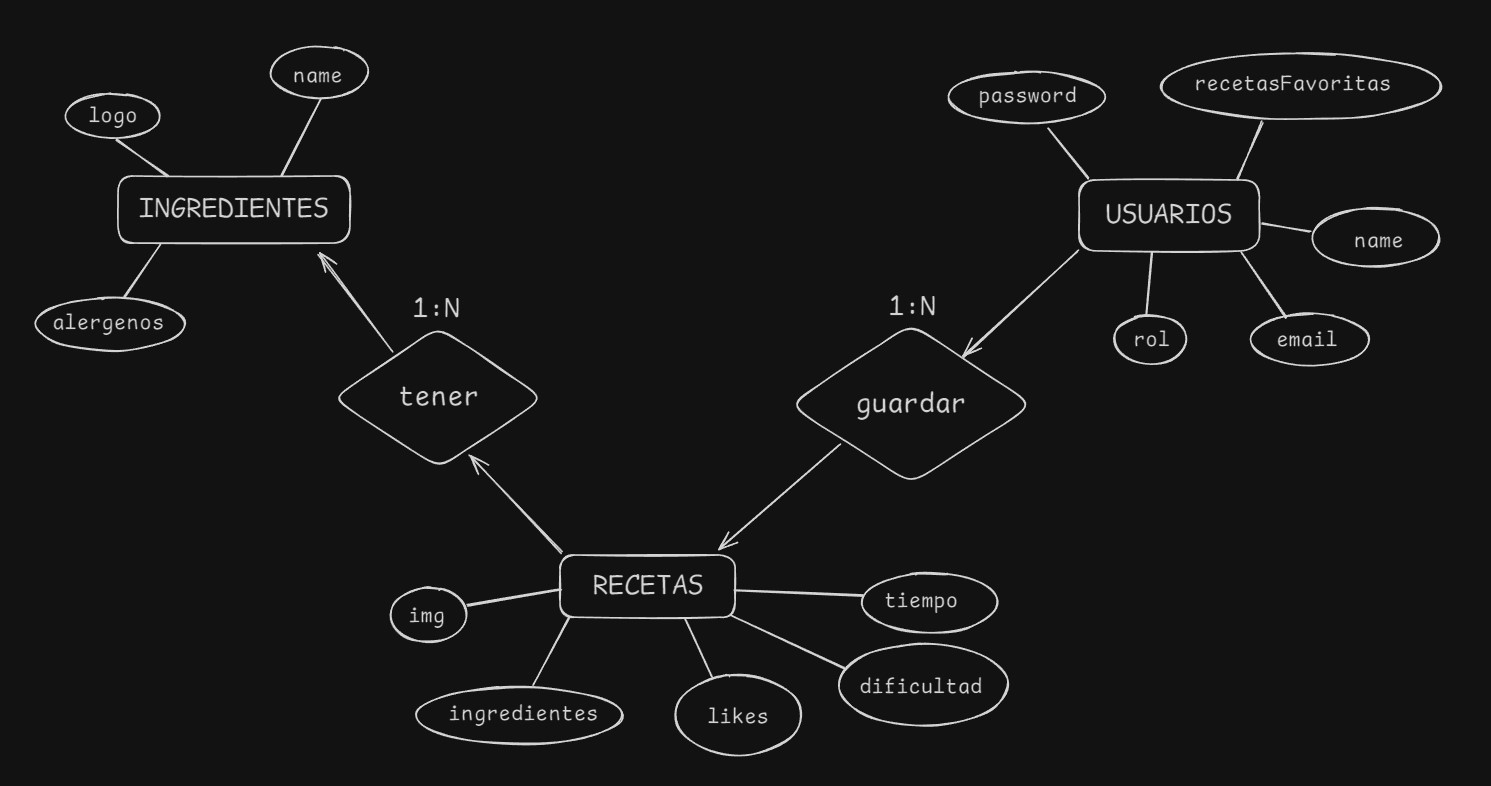 name
logo
INGREDIENTES
alergenos
password
recetasFavoritas
USUARIOS
name
rol
email
1:N
tener
1:N
guardar
RECETAS
img
ingredientes
likes
tiempo
dificultad